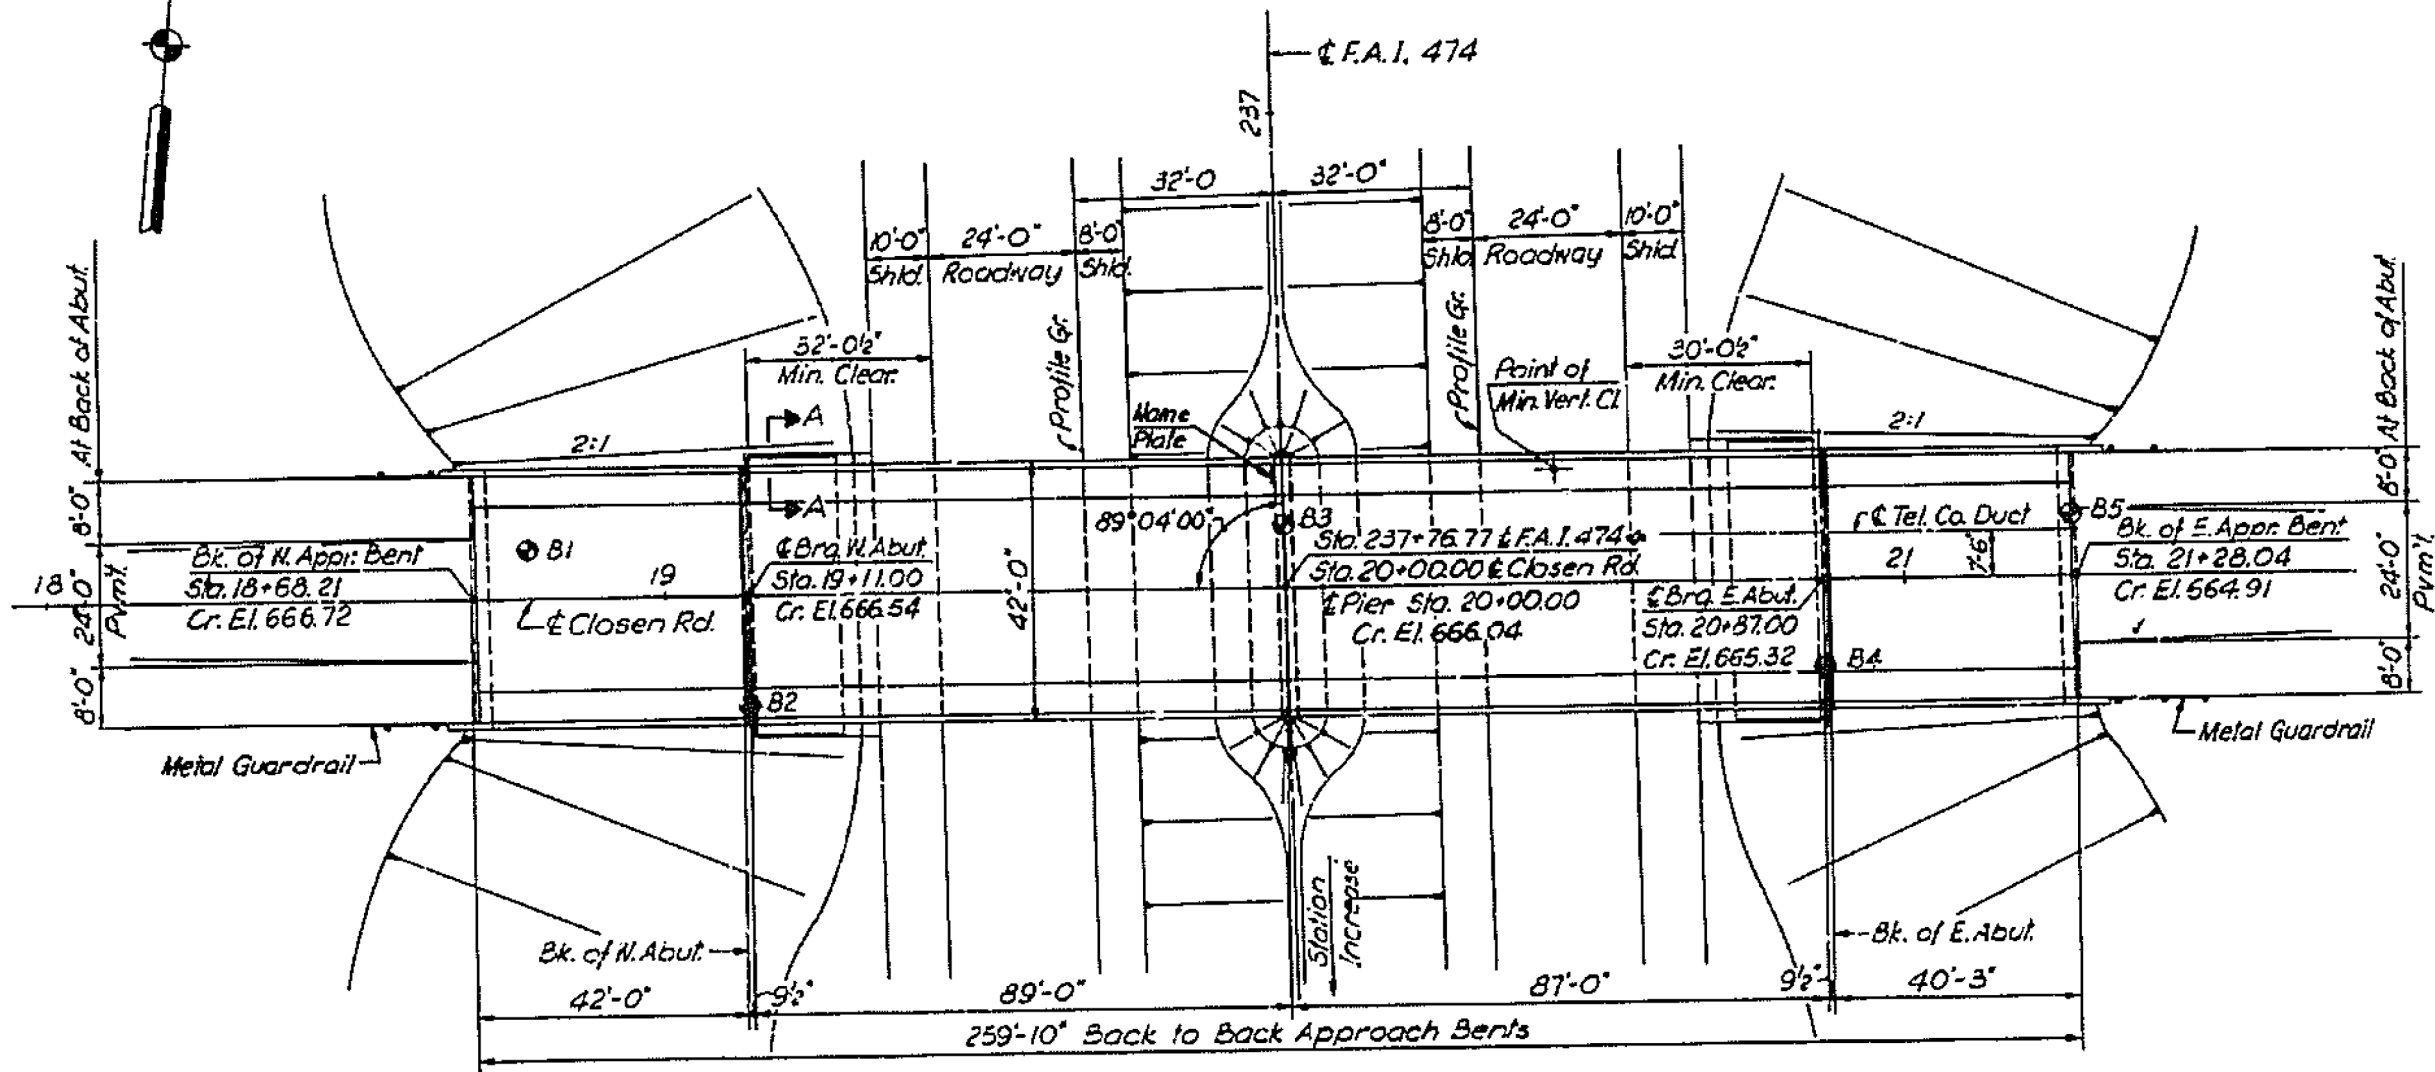 ℄ F.A.I. 474
237
32'-0
32'-0"
10'-0"
24'-0"
8'-0"
Shld.
Roadway
Shld.
8'-0"
24'-0"
10'-0"
Shld
Roadway
Shld
At Back of Abut.
At Back of Abut.
Profile Gr.
Profile Gr.
32'-0½"
Min. Clear.
30'-0½"
Min. Clear.
Point of
Min. Vert. Cl.
Name
Plate
A
A
2:1
2:1
8'-0"
24'-0"
Pvm't.
8'-0"
8'-0"
24'-0"
Pvm't.
8'-0"
B1
B2
B3
B4
B5
89°04'00"
℄ Tel. Co. Duct
7'-6"
18
19
21
Bk. of W. Appr. Bent
Sta. 18+68.21
Cr. El. 666.72
℄ Closen Rd.
℄ Brg. W. Abut.
Sta. 19+11.00
Cr. El. 666.54
42'-0"
Sta. 237+76.77 ℄ F.A.I. 474
Sta. 20+00.00 ℄ Closen Rd.
℄ Pier Sta. 20+00.00
Cr. El. 666.04
℄ Brg. E. Abut.
Sta. 20+87.00
Cr. El. 665.32
Bk. of E. Appr. Bent
Sta. 21+28.04
Cr. El. 564.91
Metal Guardrail
Metal Guardrail
Station
Increase
Bk. of W. Abut.
Bk. of E. Abut.
42'-0"
9½"
89'-0"
87'-0"
9½"
40'-3"
259'-10" Back to Back Approach Bents